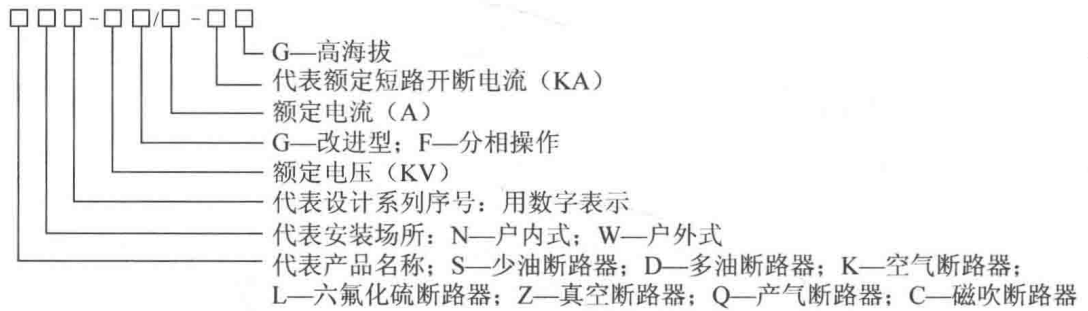 □□□-□□/□-□□
G—高海拔
代表额定短路开断电流（KA）
额定电流（A）
G—改进型；F—分相操作
额定电压（KV）
代表设计系列序号：用数字表示
代表安装场所：N—户内式；W—户外式
代表产品名称；S—少油断路器；D—多油断路器；K—空气断路器；
L—六氟化硫断路器；Z—真空断路器；Q—产气断路器；C—磁吹断路器